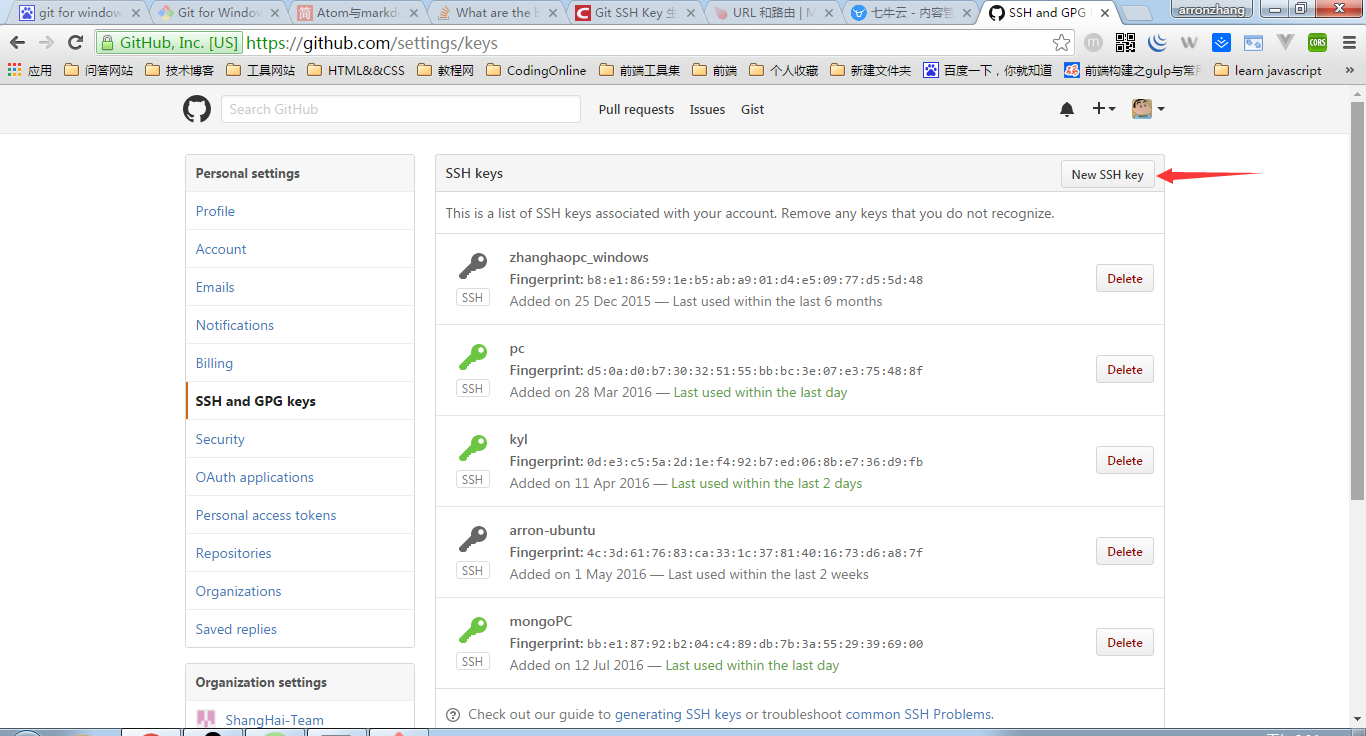 git for window
Git for Window
Atom与markd
What are the b
Git SSH Key 生
URL 和路由 | M
七牛云 - 内容管
SSH and GPG
arronzhang
GitHub, Inc. [US] https://github.com/settings/keys
应用 问答网站 技术博客 工具网站 HTML&&CSS 教程网 CodingOnline 前端工具集 前端 个人收藏 新建文件夹 百度一下，你就知道 前端构建之gulp与常 learn javascript »
Search GitHub Pull requests Issues Gist
Personal settings
Profile
Account
Emails
Notifications
Billing
SSH and GPG keys
Security
OAuth applications
Personal access tokens
Repositories
Organizations
Saved replies
Organization settings
ShangHai-Team
SSH keys New SSH key
This is a list of SSH keys associated with your account. Remove any keys that you do not recognize.
zhanghaopc_windows
Fingerprint: b8:e1:86:59:1e:b5:ab:a9:01:d4:e5:09:77:d5:5d:48
SSH
Added on 25 Dec 2015 — Last used within the last 6 months
Delete
pc
Fingerprint: d5:0a:d0:b7:30:32:51:55:bb:bc:3e:07:e3:75:48:8f
SSH
Added on 28 Mar 2016 — Last used within the last day
Delete
kyl
Fingerprint: 0d:e3:c5:5a:2d:1e:f4:92:b7:ed:06:8b:e7:36:d9:fb
SSH
Added on 11 Apr 2016 — Last used within the last 2 days
Delete
arron-ubuntu
Fingerprint: 4c:3d:61:76:83:ca:33:1c:37:81:40:16:73:d6:a8:7f
SSH
Added on 1 May 2016 — Last used within the last 2 weeks
Delete
mongoPC
Fingerprint: bb:e1:87:92:b2:04:c4:89:db:7b:3a:55:29:39:69:00
SSH
Added on 12 Jul 2016 — Last used within the last day
Delete
Check out our guide to generating SSH keys or troubleshoot common SSH Problems.